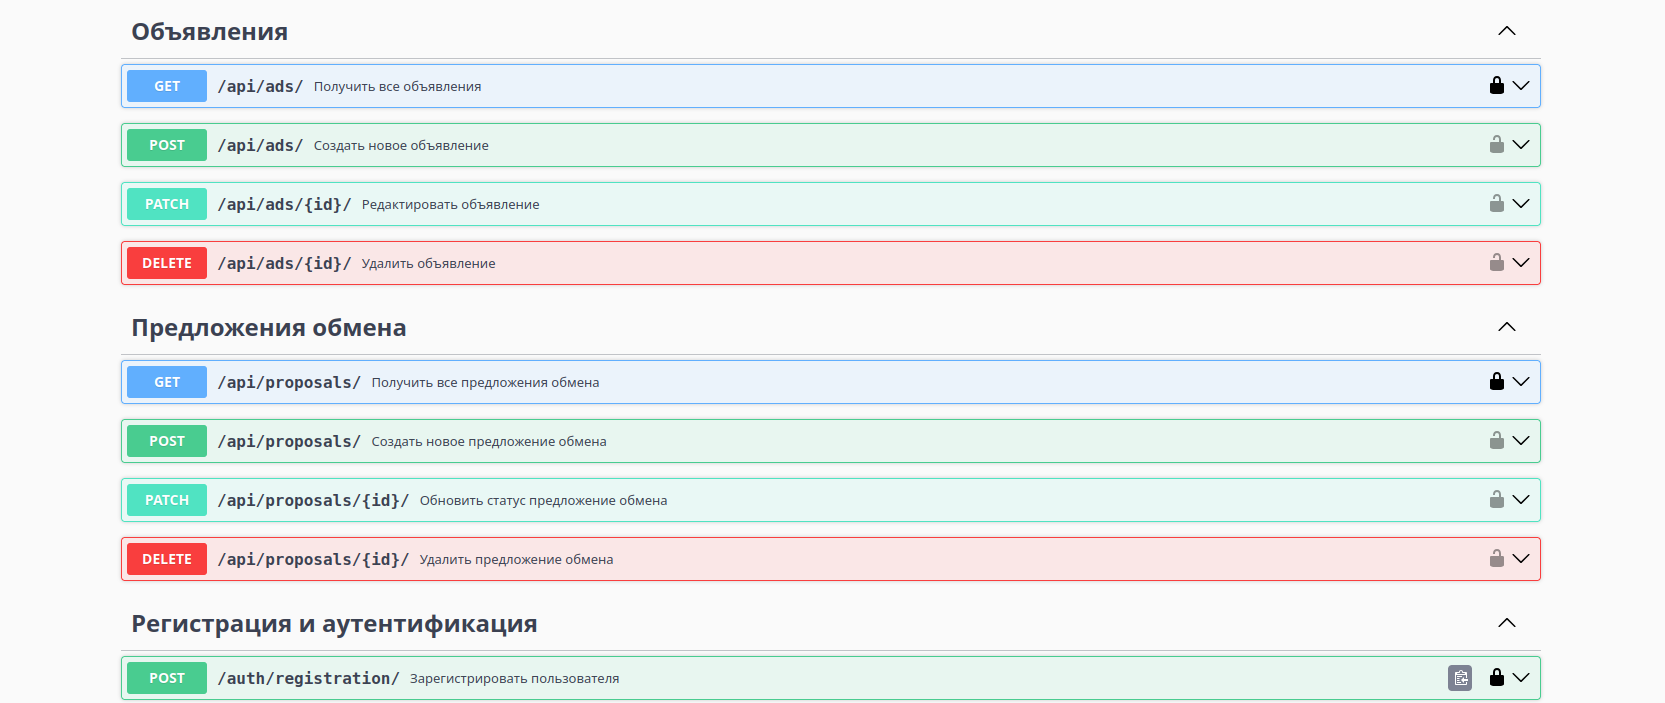 Объявления
GET /api/ads/ Получить все объявления
POST /api/ads/ Создать новое объявление
PATCH /api/ads/{id}/ Редактировать объявление
DELETE /api/ads/{id}/ Удалить объявление
Предложения обмена
GET /api/proposals/ Получить все предложения обмена
POST /api/proposals/ Создать новое предложение обмена
PATCH /api/proposals/{id}/ Обновить статус предложение обмена
DELETE /api/proposals/{id}/ Удалить предложение обмена
Регистрация и аутентификация
POST /auth/registration/ Зарегистрировать пользователя